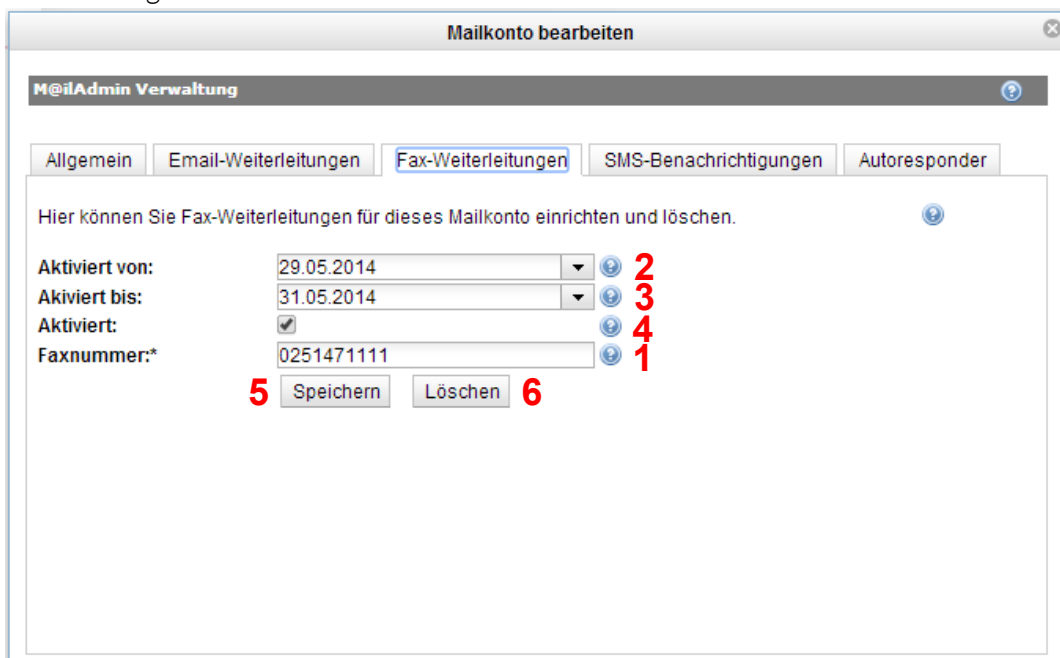 Mailkonto bearbeiten
M@ilAdmin Verwaltung
Allgemein Email-Weiterleitungen Fax-Weiterleitungen SMS-Benachrichtigungen Autoresponder
Hier können Sie Fax-Weiterleitungen für dieses Mailkonto einrichten und löschen.
Aktiviert von: 29.05.2014 2
Akiviert bis: 31.05.2014 3
Aktiviert: 4
Faxnummer:* 0251471111 1
5 Speichern Löschen 6